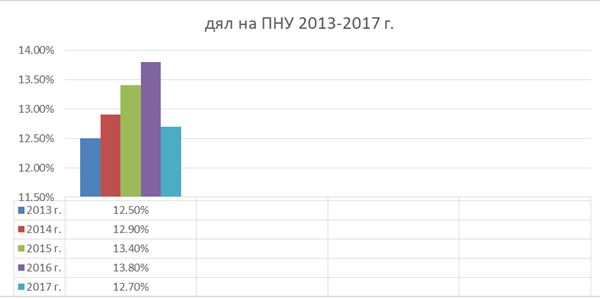 дял на ПНУ 2013-2017 г.
14.00%
13.50%
13.00%
12.50%
12.00%
11.50%
2013 г. 12.50%
2014 г. 12.90%
2015 г. 13.40%
2016 г. 13.80%
2017 г. 12.70%